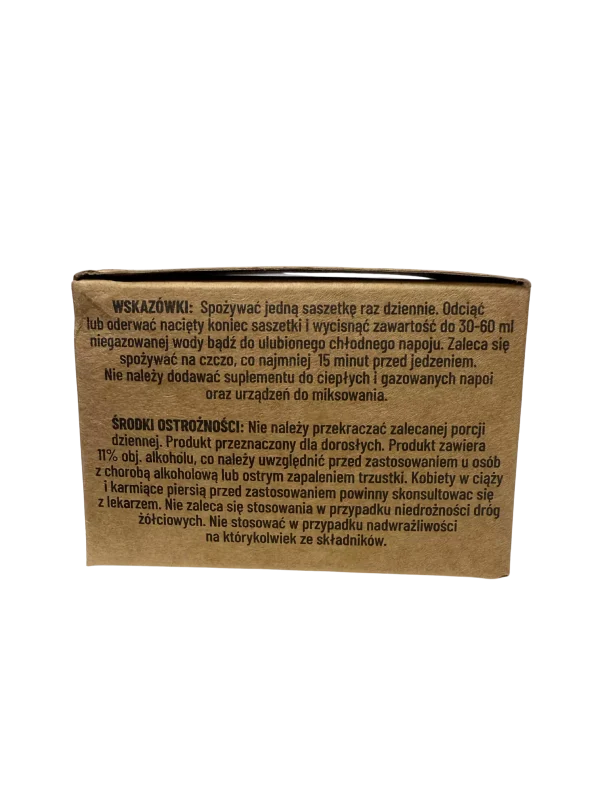 WSKAZÓWKI: Spożywać jedną saszetkę raz dziennie. Odciąć
lub oderwać nacięty koniec saszetki i wycisnąć zawartość do 30-60 ml
niegazowanej wody bądź do ulubionego chłodnego napoju. Zaleca się
spożywać na czczo, co najmniej 15 minut przed jedzeniem.
Nie należy dodawać suplementu do ciepłych i gazowanych napoi
oraz urządzeń do miksowania.
ŚRODKI OSTROŻNOŚCI: Nie należy przekraczać zalecanej porcji
dziennej. Produkt przeznaczony dla dorosłych. Produkt zawiera
11% obj. alkoholu, co należy uwzględnić przed zastosowaniem u osób
z chorobą alkoholową lub ostrym zapaleniem trzustki. Kobiety w ciąży
i karmiące piersią przed zastosowaniem powinny skonsultowac się
z lekarzem. Nie zaleca się stosowania w przypadku niedrożności dróg
żółciowych. Nie stosować w przypadku nadwrażliwości
na którykolwiek ze składników.